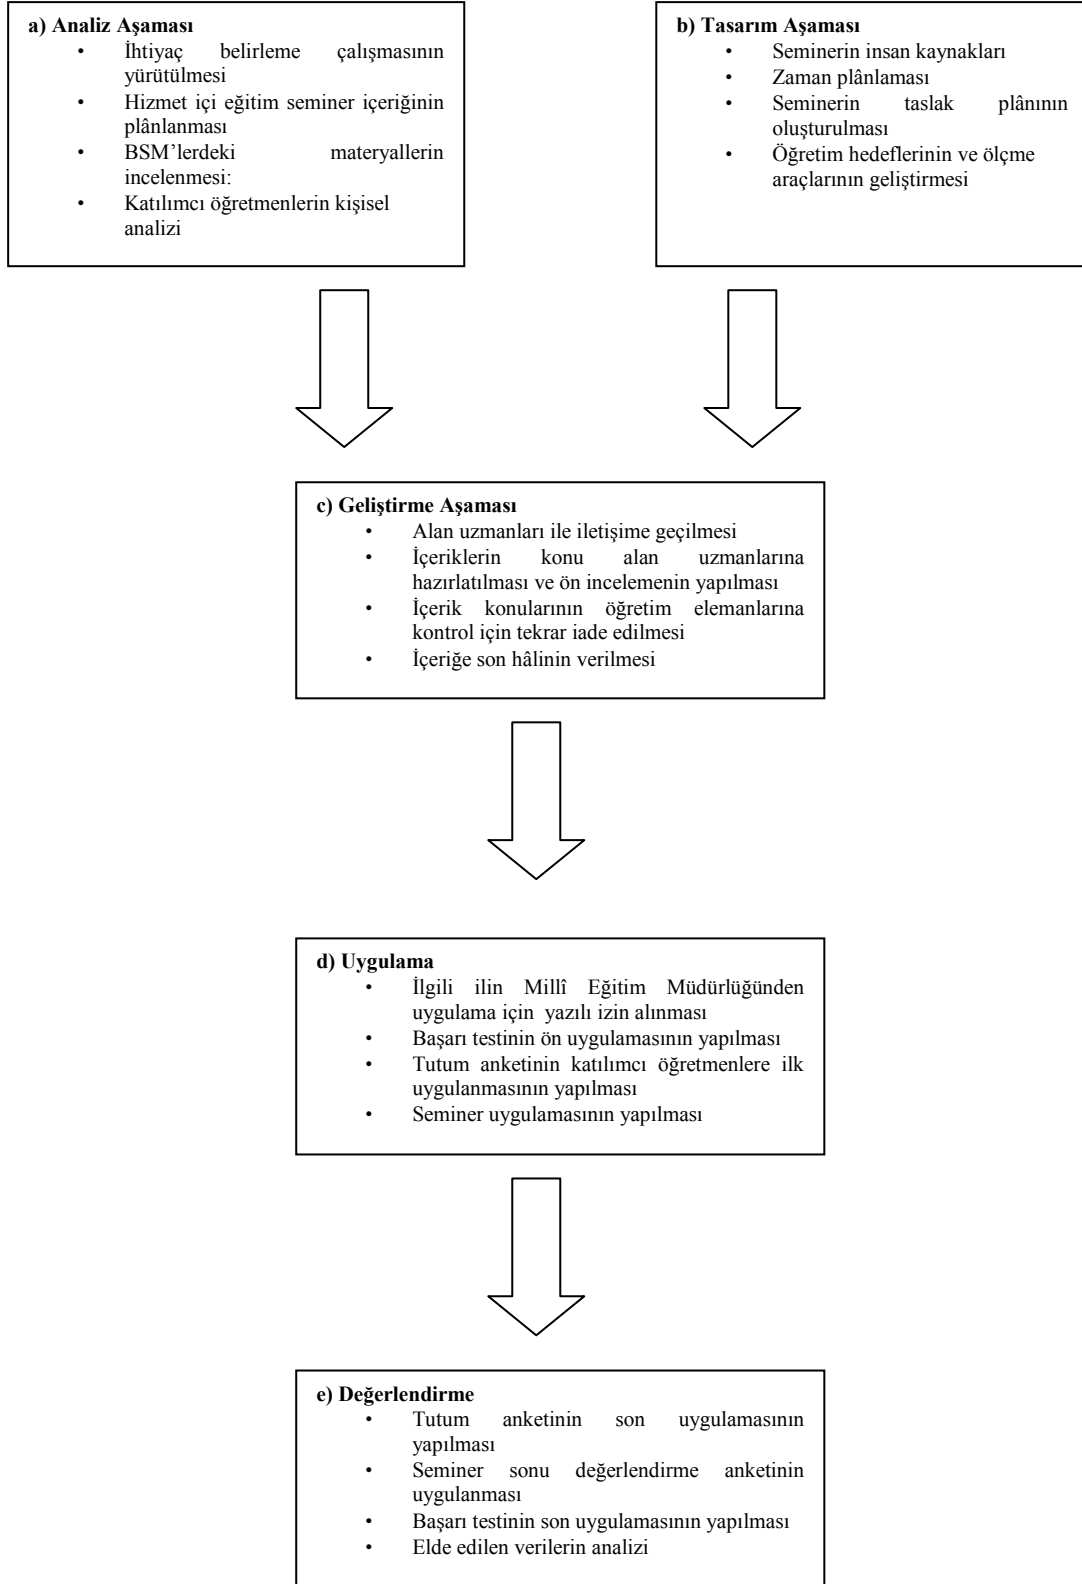 a) Analiz Aşaması
• İhtiyaç belirleme çalışmasının
yürütülmesi
• Hizmet içi eğitim seminer içeriğinin
plânlanması
• BSM’lerdeki materyallerin
incelenmesi:
• Katılımcı öğretmenlerin kişisel
analizi
b) Tasarım Aşaması
• Seminerin insan kaynakları
• Zaman plânlaması
• Seminerin taslak plânının
oluşturulması
• Öğretim hedeflerinin ve ölçme
araçlarının geliştirmesi
c) Geliştirme Aşaması
• Alan uzmanları ile iletişime geçilmesi
• İçeriklerin konu alan uzmanlarına
hazırlatılması ve ön incelemenin yapılması
• İçerik konularının öğretim elemanlarına
kontrol için tekrar iade edilmesi
• İçeriğe son hâlinin verilmesi
d) Uygulama
• İlgili ilin Millî Eğitim Müdürlüğünden
uygulama için yazılı izin alınması
• Başarı testinin ön uygulamasının yapılması
• Tutum anketinin katılımcı öğretmenlere ilk
uygulanmasının yapılması
• Seminer uygulamasının yapılması
e) Değerlendirme
• Tutum anketinin son uygulamasının
yapılması
• Seminer sonu değerlendirme anketinin
uygulanması
• Başarı testinin son uygulamasının yapılması
• Elde edilen verilerin analizi